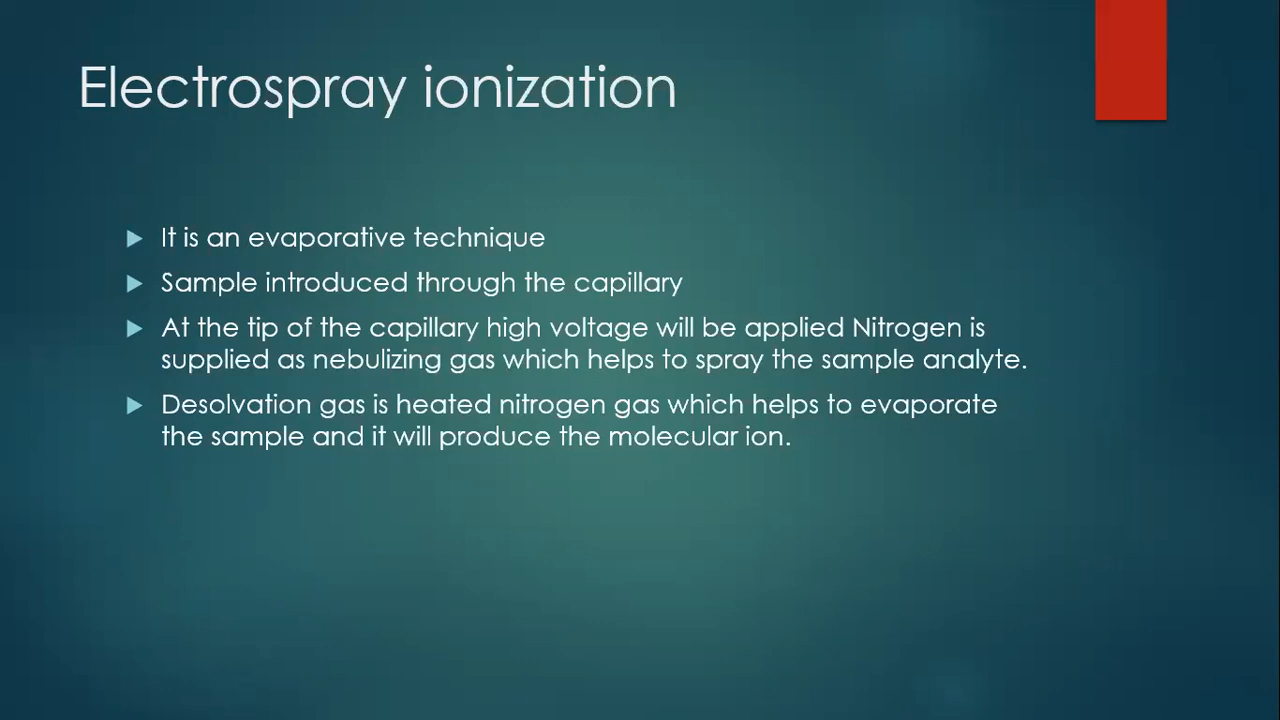 Electrospray ionization
It is an evaporative technique
Sample introduced through the capillary
At the tip of the capillary high voltage will be applied Nitrogen is
supplied as nebulizing gas which helps to spray the sample analyte.
Desolvation gas is heated nitrogen gas which helps to evaporate
the sample and it will produce the molecular ion.